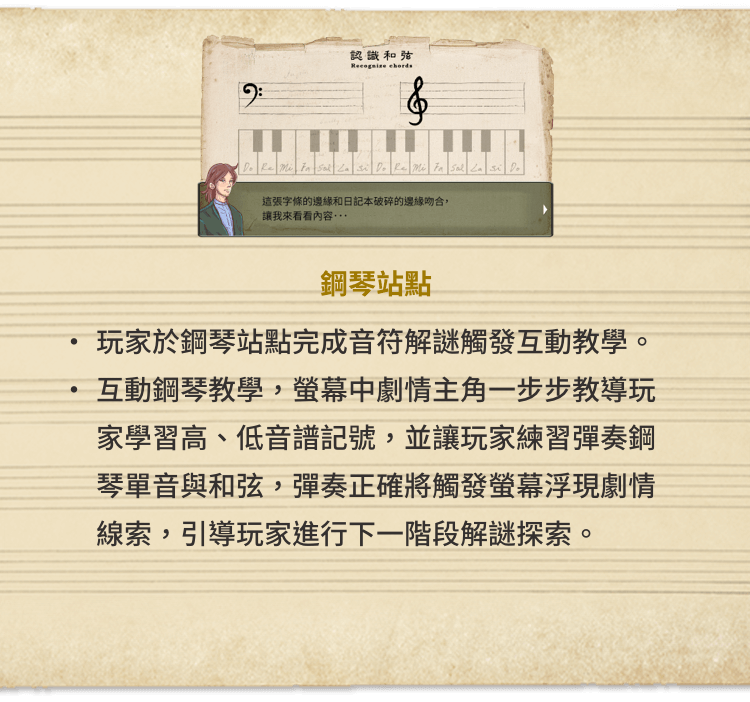 認識和弦
Recognize chords
Do Re Mi Fa Sol La Si Do Re Mi Fa Sol La Si Do
這張字條的邊緣和日記本破碎的邊緣吻合，
讓我來看看內容···
鋼琴站點
• 玩家於鋼琴站點完成音符解謎觸發互動教學。
• 互動鋼琴教學，螢幕中劇情主角一步步教導玩
家學習高、低音譜記號，並讓玩家練習彈奏鋼
琴單音與和弦，彈奏正確將觸發螢幕浮現劇情
線索，引導玩家進行下一階段解謎探索。